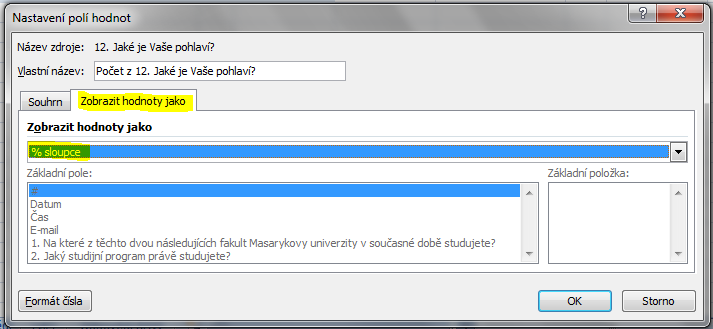 Nastavení polí hodnot
Název zdroje: 12. Jaké je Vaše pohlaví?
Vlastní název: Počet z 12. Jaké je Vaše pohlaví?
Souhrn Zobrazit hodnoty jako
Zobrazit hodnoty jako
% sloupce
Základní pole: Základní položka:
#
Datum
Čas
E-mail
1. Na které z těchto dvou následujících fakult Masarykovy univerzity v současné době studujete?
2. Jaký studijní program právě studujete?
Formát čísla OK Storno